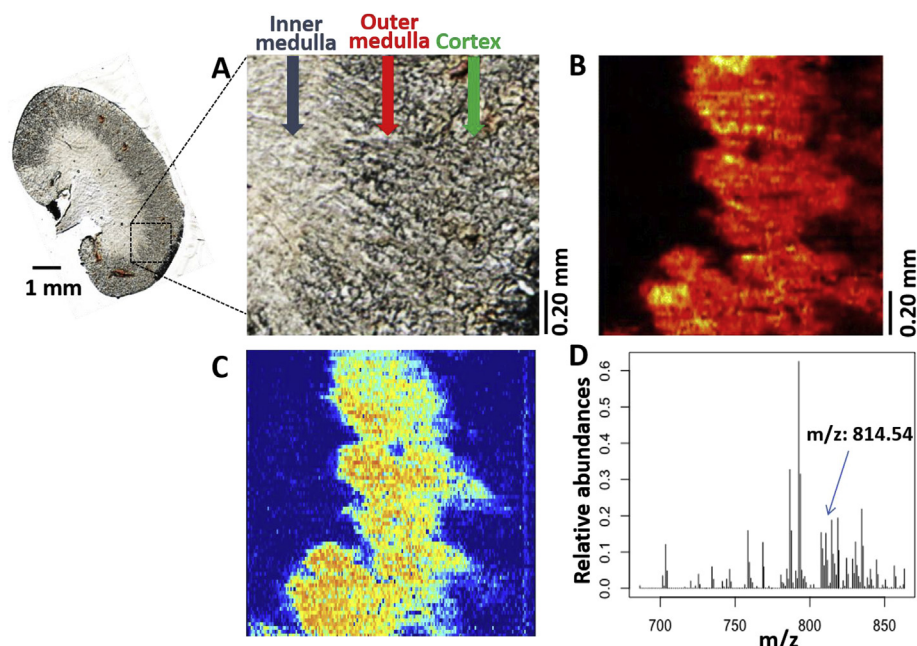 Inner
medulla
Outer
medulla
Cortex
A
B
1 mm
0.20 mm
0.20 mm
C
D
Relative abundances
0.6
0.5
0.4
0.3
0.2
0.1
0.0
m/z: 814.54
700
750
800
850
m/z